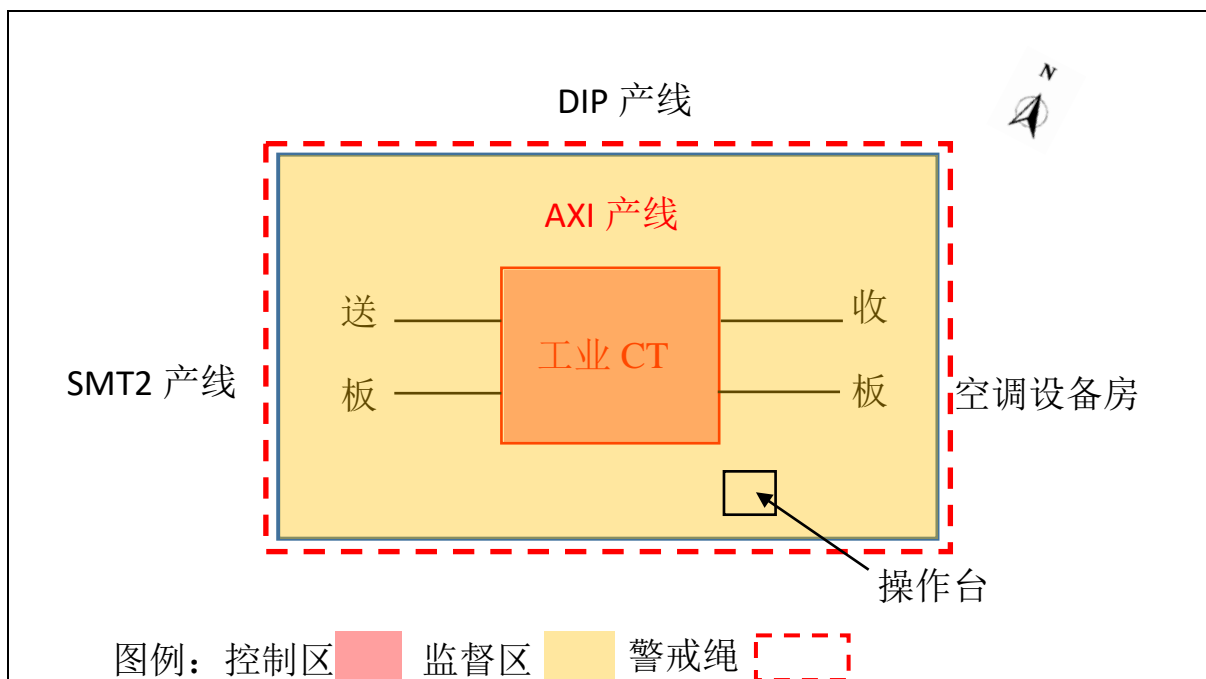 N
DIP 产线
AXI 产线
送 收
工业 CT
SMT2 产线 板 板 空调设备房
操作台
图例：控制区 监督区 警戒绳